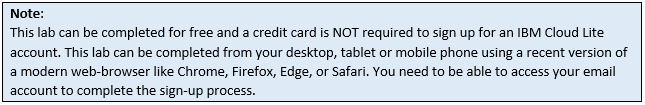 Note:
This lab can be completed for free and a credit card is NOT required to sign up for an IBM Cloud Lite
account. This lab can be completed from your desktop, tablet or mobile phone using a recent version of
a modern web-browser like Chrome, Firefox, Edge, or Safari. You need to be able to access your email
account to complete the sign-up process.